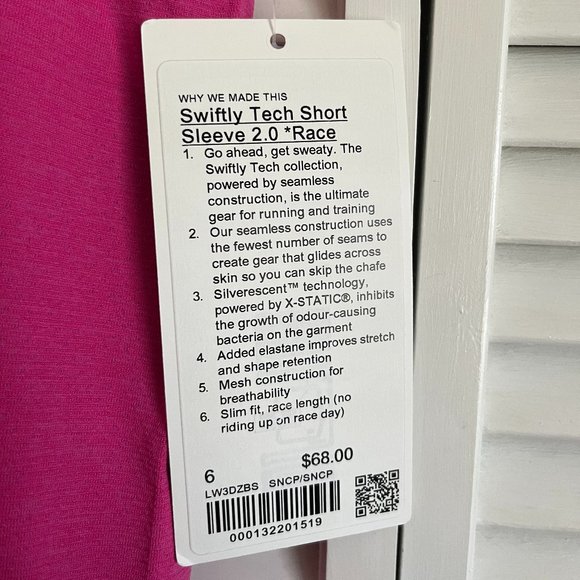 WHY WE MADE THIS
Swiftly Tech Short
Sleeve 2.0 *Race
1. Go ahead, get sweaty. The
Swiftly Tech collection,
powered by seamless
construction, is the ultimate
gear for running and training
2. Our seamless construction uses
the fewest number of seams to
create gear that glides across
skin so you can skip the chafe
3. Silverescent™ technology,
powered by X-STATIC®, inhibits
the growth of odour-causing
bacteria on the garment
4. Added elastane improves stretch
and shape retention
5. Mesh construction for
breathability
6. Slim fit, race length (no
riding up on race day)
6 $68.00
LW3DZBS SNCP/SNCP
000132201519